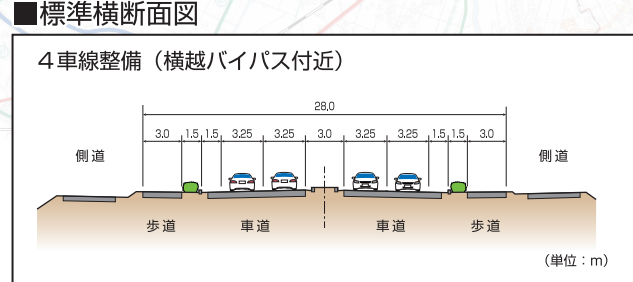 ■標準横断面図
４車線整備（横越バイパス付近）
28.0
3.0 1.5 1.5 3.25 3.25 3.0 3.25 3.25 1.5 1.5 3.0
側道 側道
歩道 車道 車道 歩道
（単位：m）